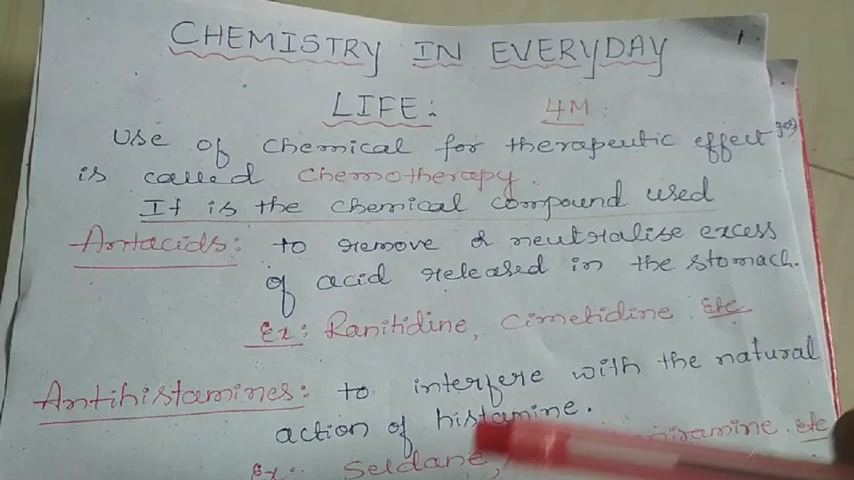 CHEMISTRY IN EVERYDAY
LIFE: 4M:
Use of chemical for therapeutic effect
is called Chemotherapy.
It is the chemical compound used
Antacids: to remove & neutralise excess
of acid released in the stomach.
Ex: Ranitidine, Cimetidine etc
Antihistamines: to interfere with the natural
action of histamine.
Ex: Seldane, etc